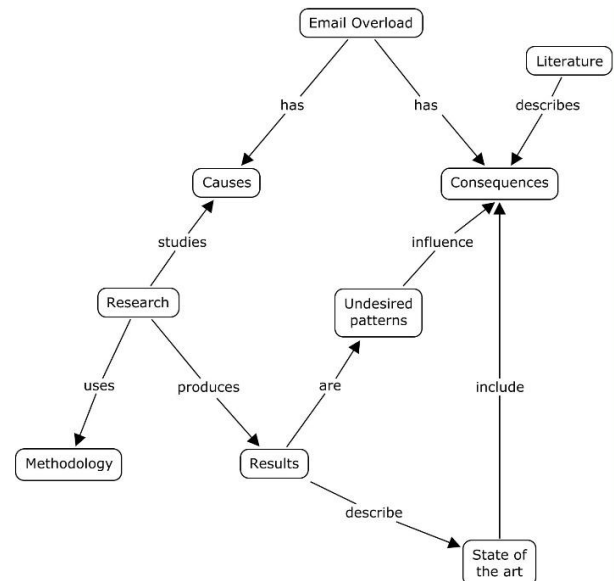 Email Overload
Literature
has
has
describes
Causes
Consequences
studies
influence
Research
Undesired
patterns
uses
produces
are
include
Methodology
Results
describe
State of
the art